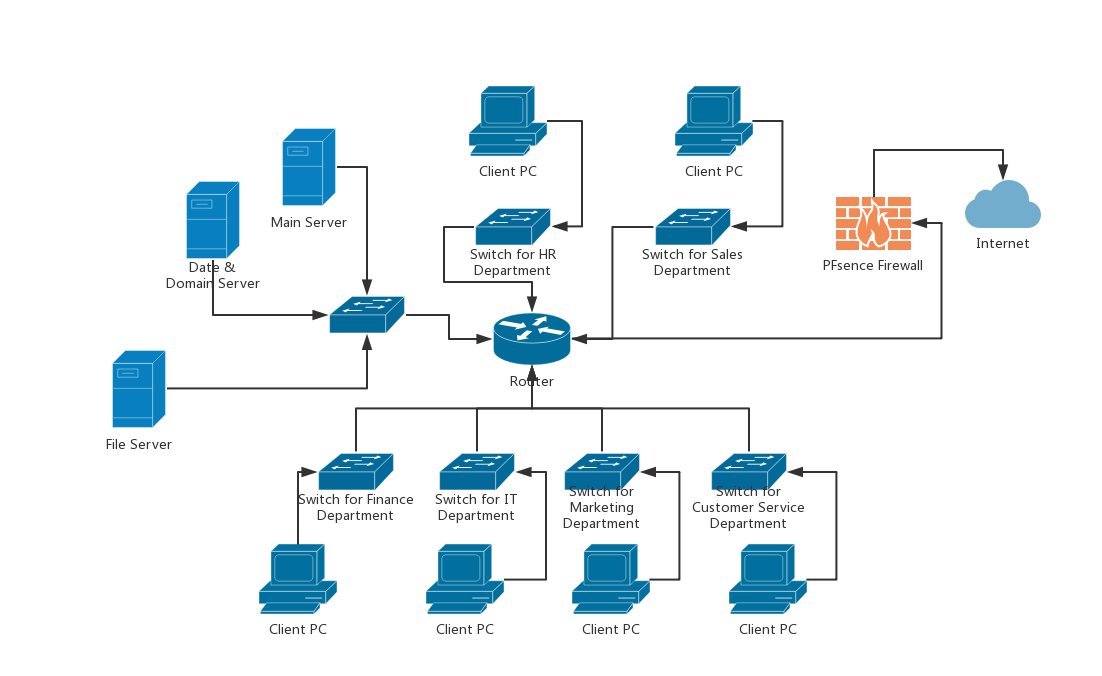 Client PC
Client PC
Main Server
Date &
Domain Server
Switch for HR
Department
Switch for Sales
Department
PFsence Firewall
Internet
Router
File Server
Switch for Finance
Department
Switch for IT
Department
Switch for
Marketing
Department
Switch for
Customer Service
Department
Client PC
Client PC
Client PC
Client PC